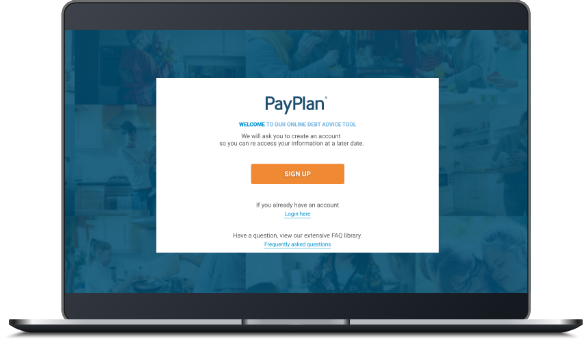 PayPlan
WELCOME TO OUR ONLINE DEBT ADVICE TOOL
We will ask you to create an account
so you can re access your information at a later date.
SIGN UP
If you already have an account
Login here
Have a question, view our extensive FAQ library.
Frequently asked questions